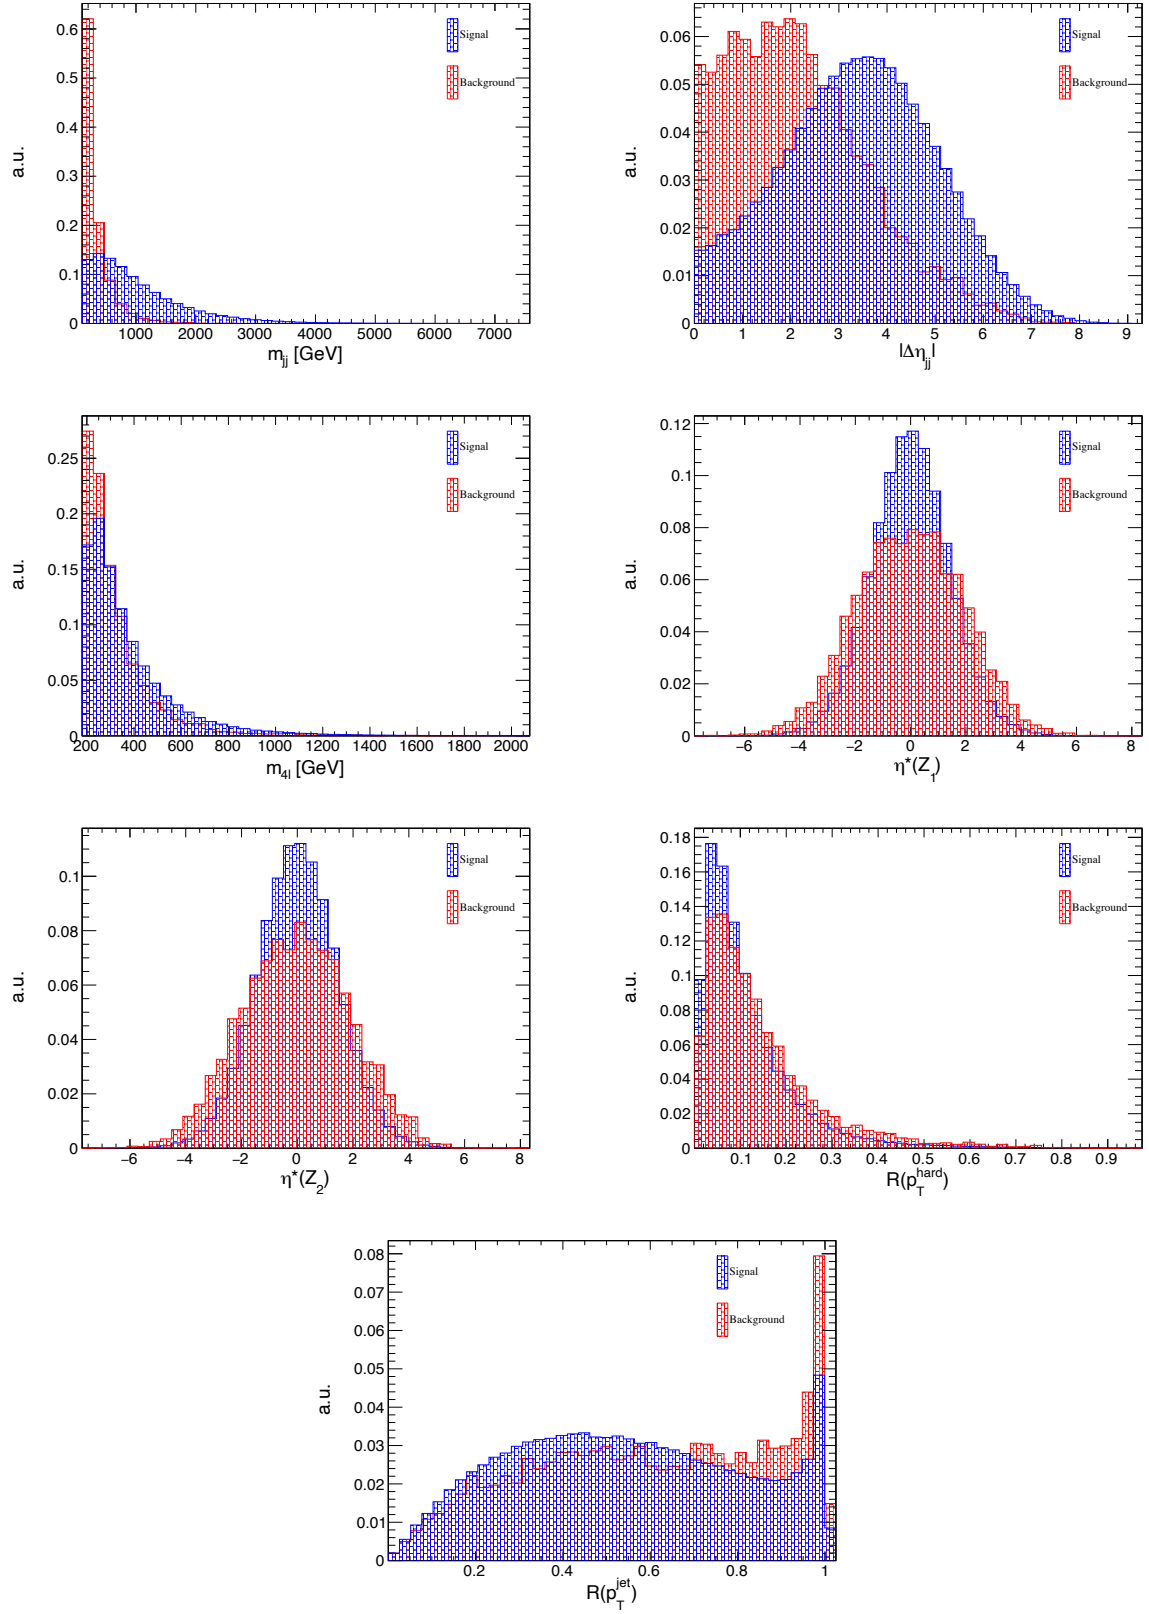 0.6
0.5
0.4
0.3
0.2
0.1
0
a.u.
Signal
Background
1000 2000 3000 4000 5000 6000 7000
m_jj [GeV]
0.06
0.05
0.04
0.03
0.02
0.01
0
a.u.
Signal
Background
0 1 2 3 4 5 6 7 8 9
|Δη_jj|
0.25
0.2
0.15
0.1
0.05
0
a.u.
Signal
Background
200 400 600 800 1000 1200 1400 1600 1800 2000
m_4l [GeV]
0.12
0.1
0.08
0.06
0.04
0.02
0
a.u.
Signal
Background
−6 −4 −2 0 2 4 6 8
η*(Z_1)
0.1
0.08
0.06
0.04
0.02
0
a.u.
Signal
Background
−6 −4 −2 0 2 4 6 8
η*(Z_2)
0.18
0.16
0.14
0.12
0.1
0.08
0.06
0.04
0.02
0
a.u.
Signal
Background
0.1 0.2 0.3 0.4 0.5 0.6 0.7 0.8 0.9
R(p_T^hard)
0.08
0.07
0.06
0.05
0.04
0.03
0.02
0.01
0
a.u.
Signal
Background
0.2 0.4 0.6 0.8 1
R(p_T^jet)